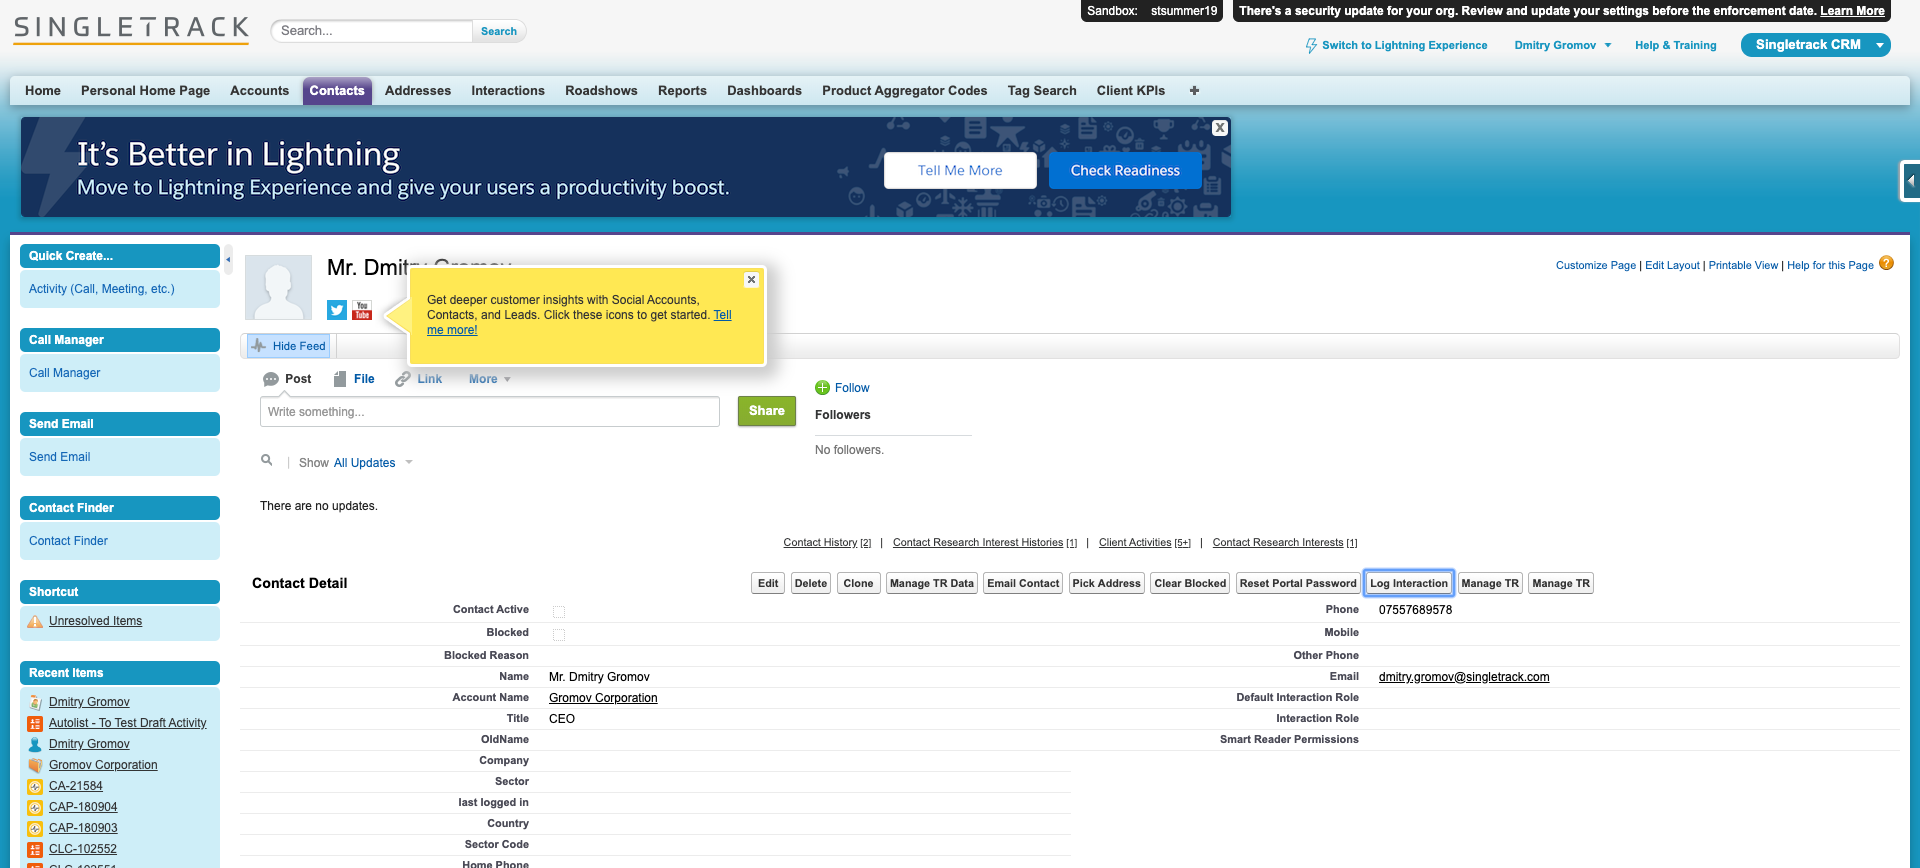 Sandbox: stsummer19
There's a security update for your org. Review and update your settings before the enforcement date. Learn More
SINGLETRACK
Search...
Search
Switch to Lightning Experience
Dmitry Gromov
Help & Training
Singletrack CRM
Home Personal Home Page Accounts Contacts Addresses Interactions Roadshows Reports Dashboards Product Aggregator Codes Tag Search Client KPIs
It's Better in Lightning
Move to Lightning Experience and give your users a productivity boost.
Tell Me More
Check Readiness
Quick Create...
Activity (Call, Meeting, etc.)
Call Manager
Call Manager
Send Email
Send Email
Contact Finder
Contact Finder
Shortcut
Unresolved Items
Recent Items
Dmitry Gromov
Autolist - To Test Draft Activity
Dmitry Gromov
Gromov Corporation
CA-21584
CAP-180904
CAP-180903
CLC-102552
CLC-102551
Mr. Dmitry Gromov
Customize Page | Edit Layout | Printable View | Help for this Page
You Tube
Get deeper customer insights with Social Accounts,
Contacts, and Leads. Click these icons to get started. Tell
me more!
Hide Feed
Post File Link More
Write something...
Share
Follow
Followers
No followers.
Show All Updates
There are no updates.
Contact History [2] | Contact Research Interest Histories [1] | Client Activities [5+] | Contact Research Interests [1]
Contact Detail
Edit Delete Clone Manage TR Data Email Contact Pick Address Clear Blocked Reset Portal Password Log Interaction Manage TR Manage TR
Contact Active
Phone 07557689578
Blocked
Mobile
Blocked Reason
Other Phone
Name Mr. Dmitry Gromov
Email dmitry.gromov@singletrack.com
Account Name Gromov Corporation
Default Interaction Role
Title CEO
Interaction Role
OldName
Smart Reader Permissions
Company
Sector
last logged in
Country
Sector Code
Home Phone